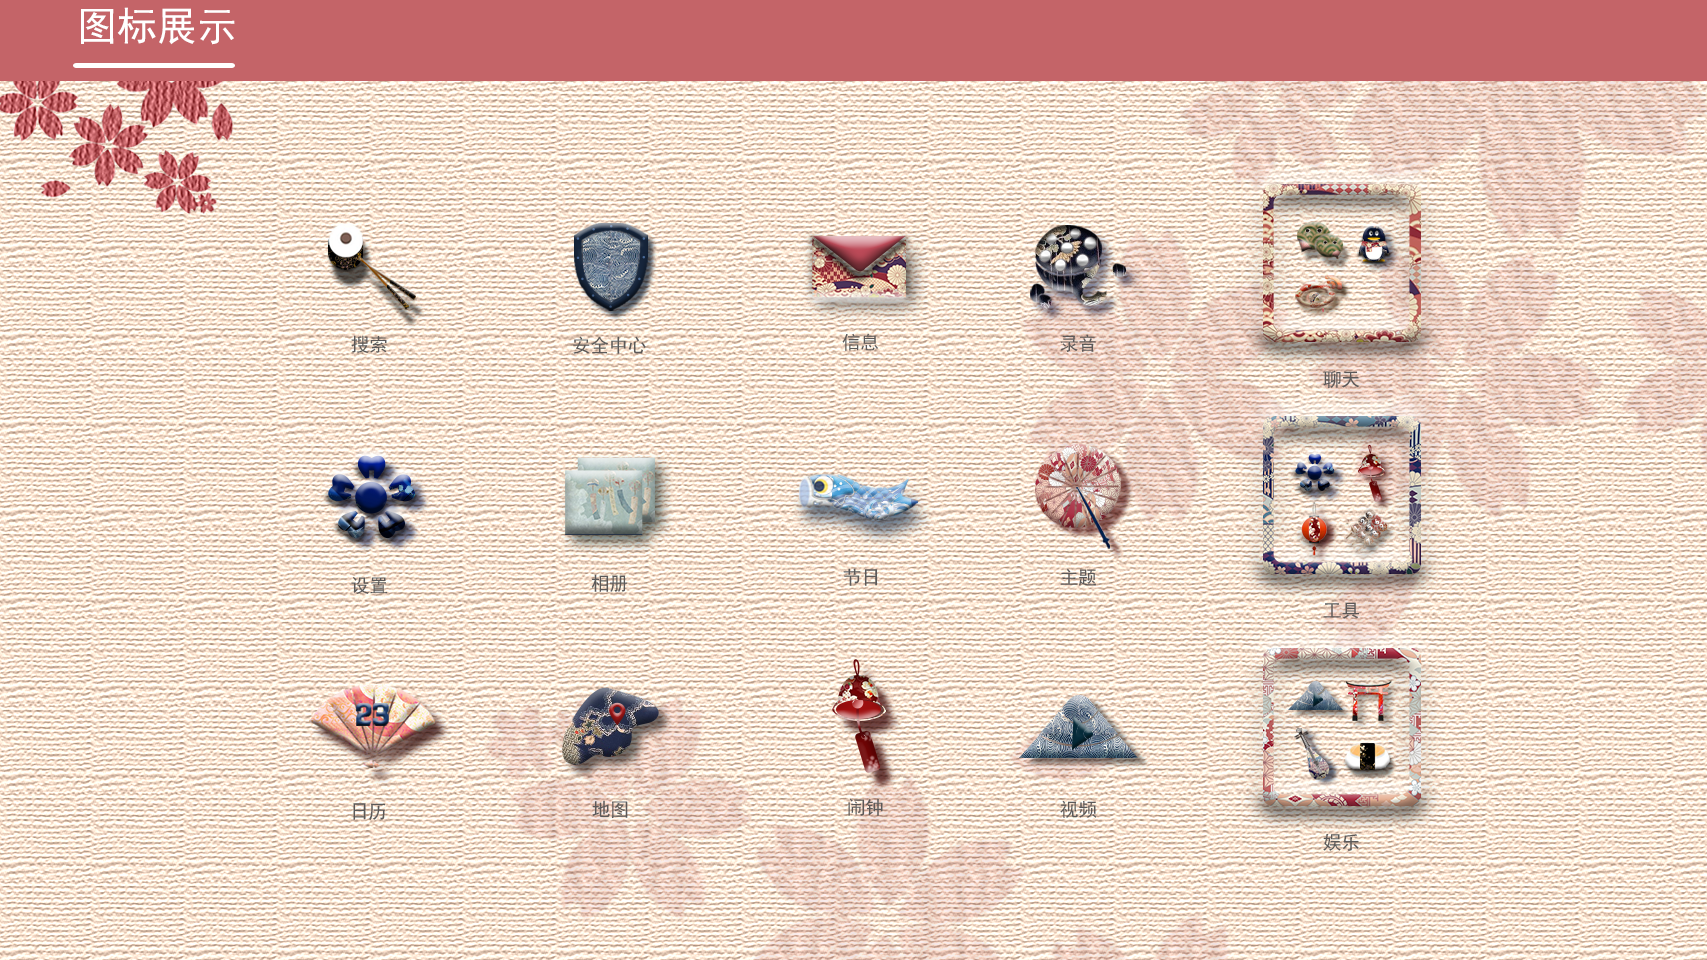 图标展示
搜索
安全中心
信息
录音
聊天
设置
相册
节日
主题
工具
23
日历
地图
闹钟
视频
娱乐